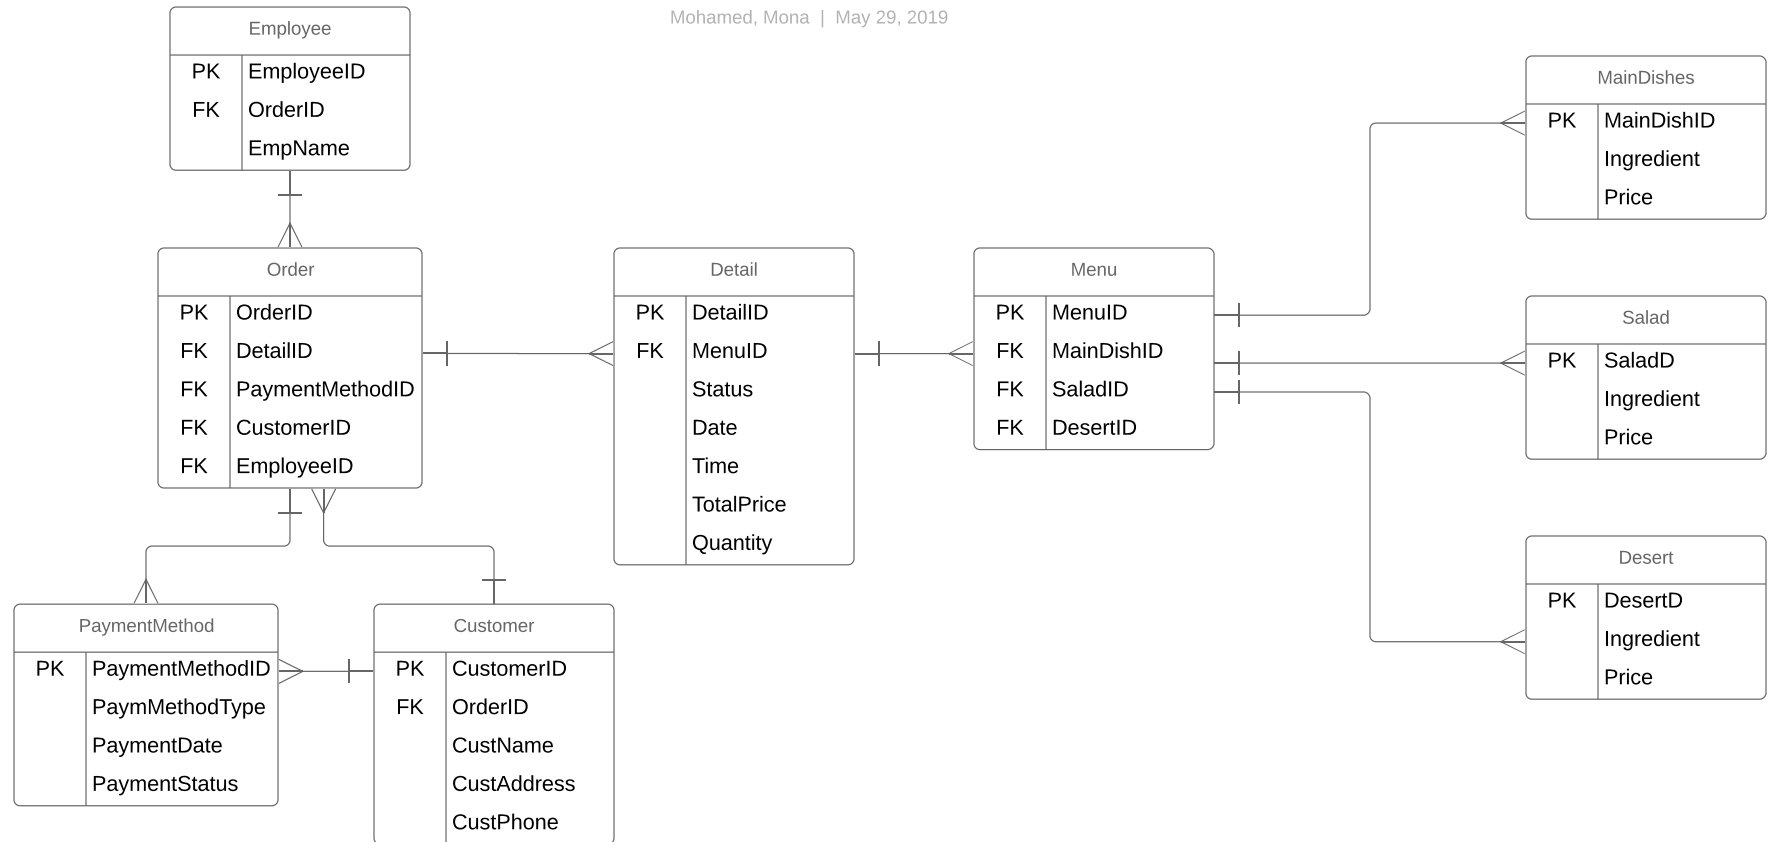 Mohamed, Mona | May 29, 2019
Employee
PK EmployeeID
FK OrderID
EmpName
Order
PK OrderID
FK DetailID
FK PaymentMethodID
FK CustomerID
FK EmployeeID
PaymentMethod
PK PaymentMethodID
PaymMethodType
PaymentDate
PaymentStatus
Customer
PK CustomerID
FK OrderID
CustName
CustAddress
CustPhone
Detail
PK DetailID
FK MenuID
Status
Date
Time
TotalPrice
Quantity
Menu
PK MenuID
FK MainDishID
FK SaladID
FK DesertID
MainDishes
PK MainDishID
Ingredient
Price
Salad
PK SaladD
Ingredient
Price
Desert
PK DesertD
Ingredient
Price